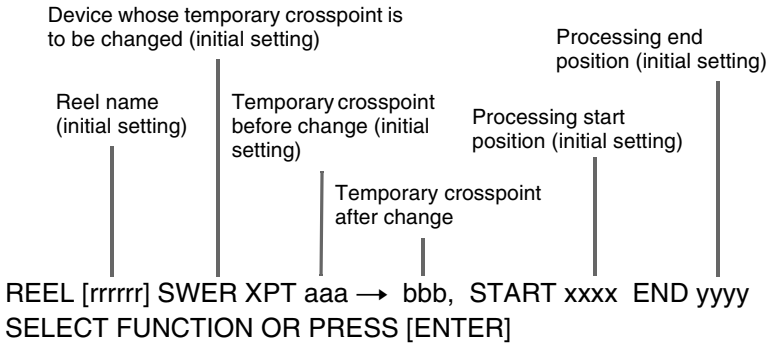 Device whose temporary crosspoint is
to be changed (initial setting)
Processing end
position (initial setting)
Reel name
(initial setting)
Temporary crosspoint
before change (initial
setting)
Processing start
position (initial setting)
Temporary crosspoint
after change
REEL [rrrrrr] SWER XPT aaa → bbb, START xxxx END yyyy
SELECT FUNCTION OR PRESS [ENTER]